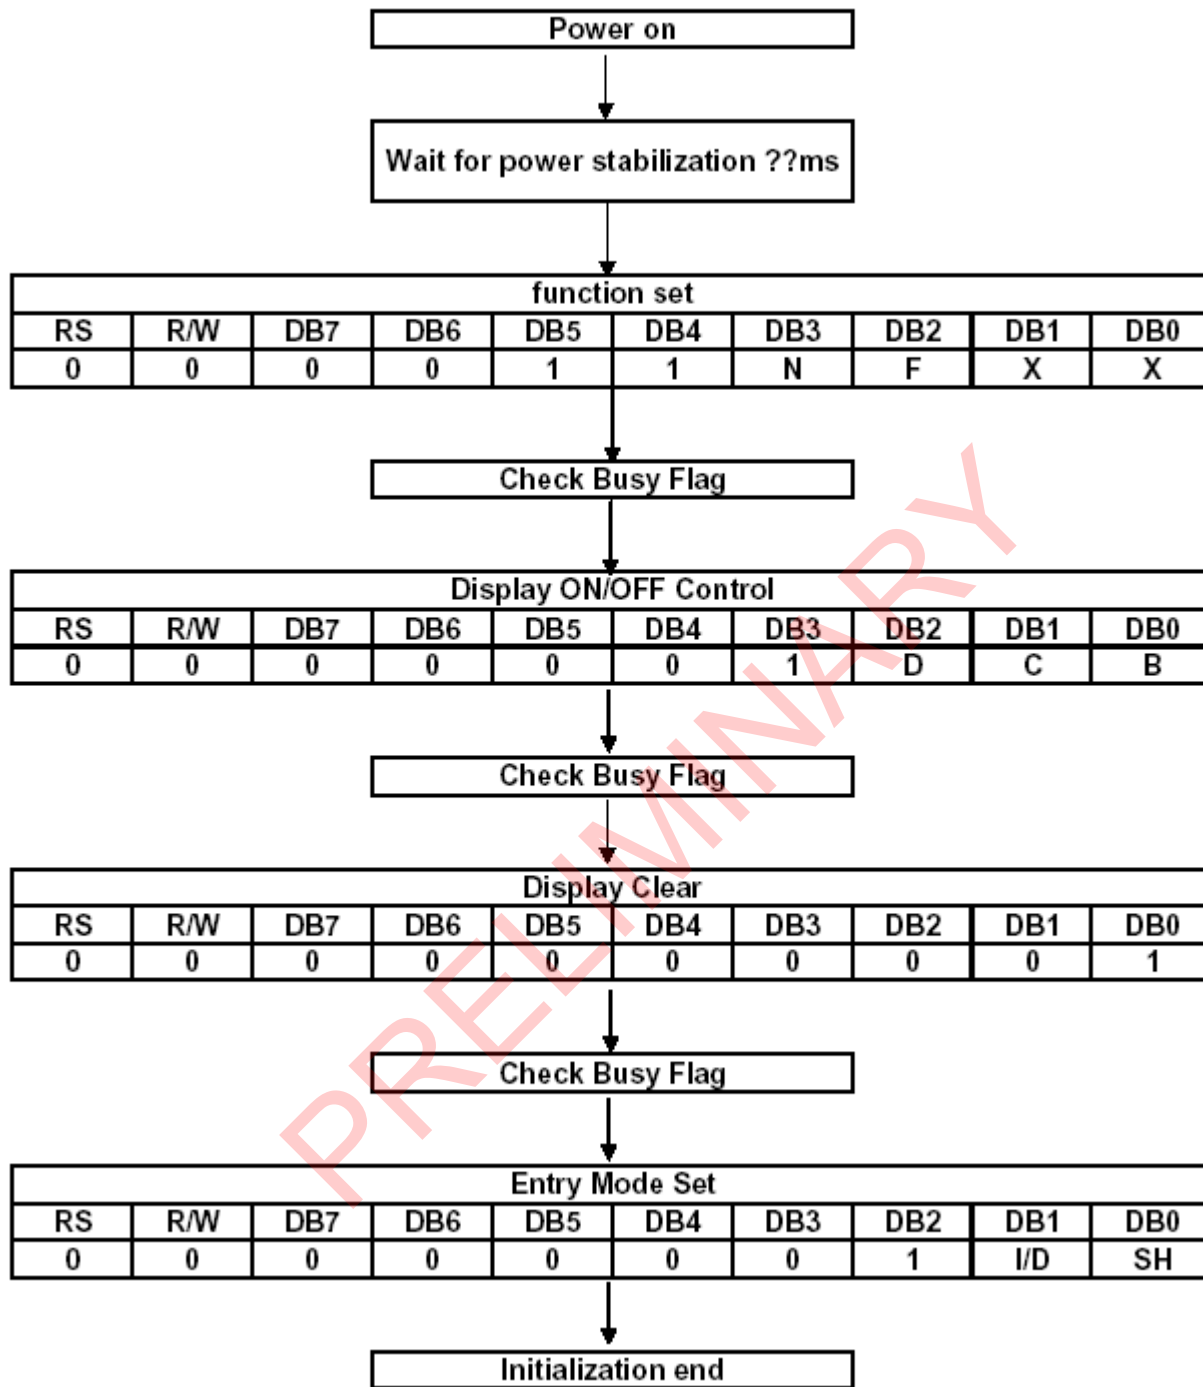 Power on
Wait for power stabilization ??ms
function set
RS R/W DB7 DB6 DB5 DB4 DB3 DB2 DB1 DB0
0 0 0 0 1 1 N F X X
Check Busy Flag
Display ON/OFF Control
RS R/W DB7 DB6 DB5 DB4 DB3 DB2 DB1 DB0
0 0 0 0 0 0 1 D C B
Check Busy Flag
Display Clear
RS R/W DB7 DB6 DB5 DB4 DB3 DB2 DB1 DB0
0 0 0 0 0 0 0 0 0 1
Check Busy Flag
Entry Mode Set
RS R/W DB7 DB6 DB5 DB4 DB3 DB2 DB1 DB0
0 0 0 0 0 0 0 1 I/D SH
Initialization end
PRELIMINARY